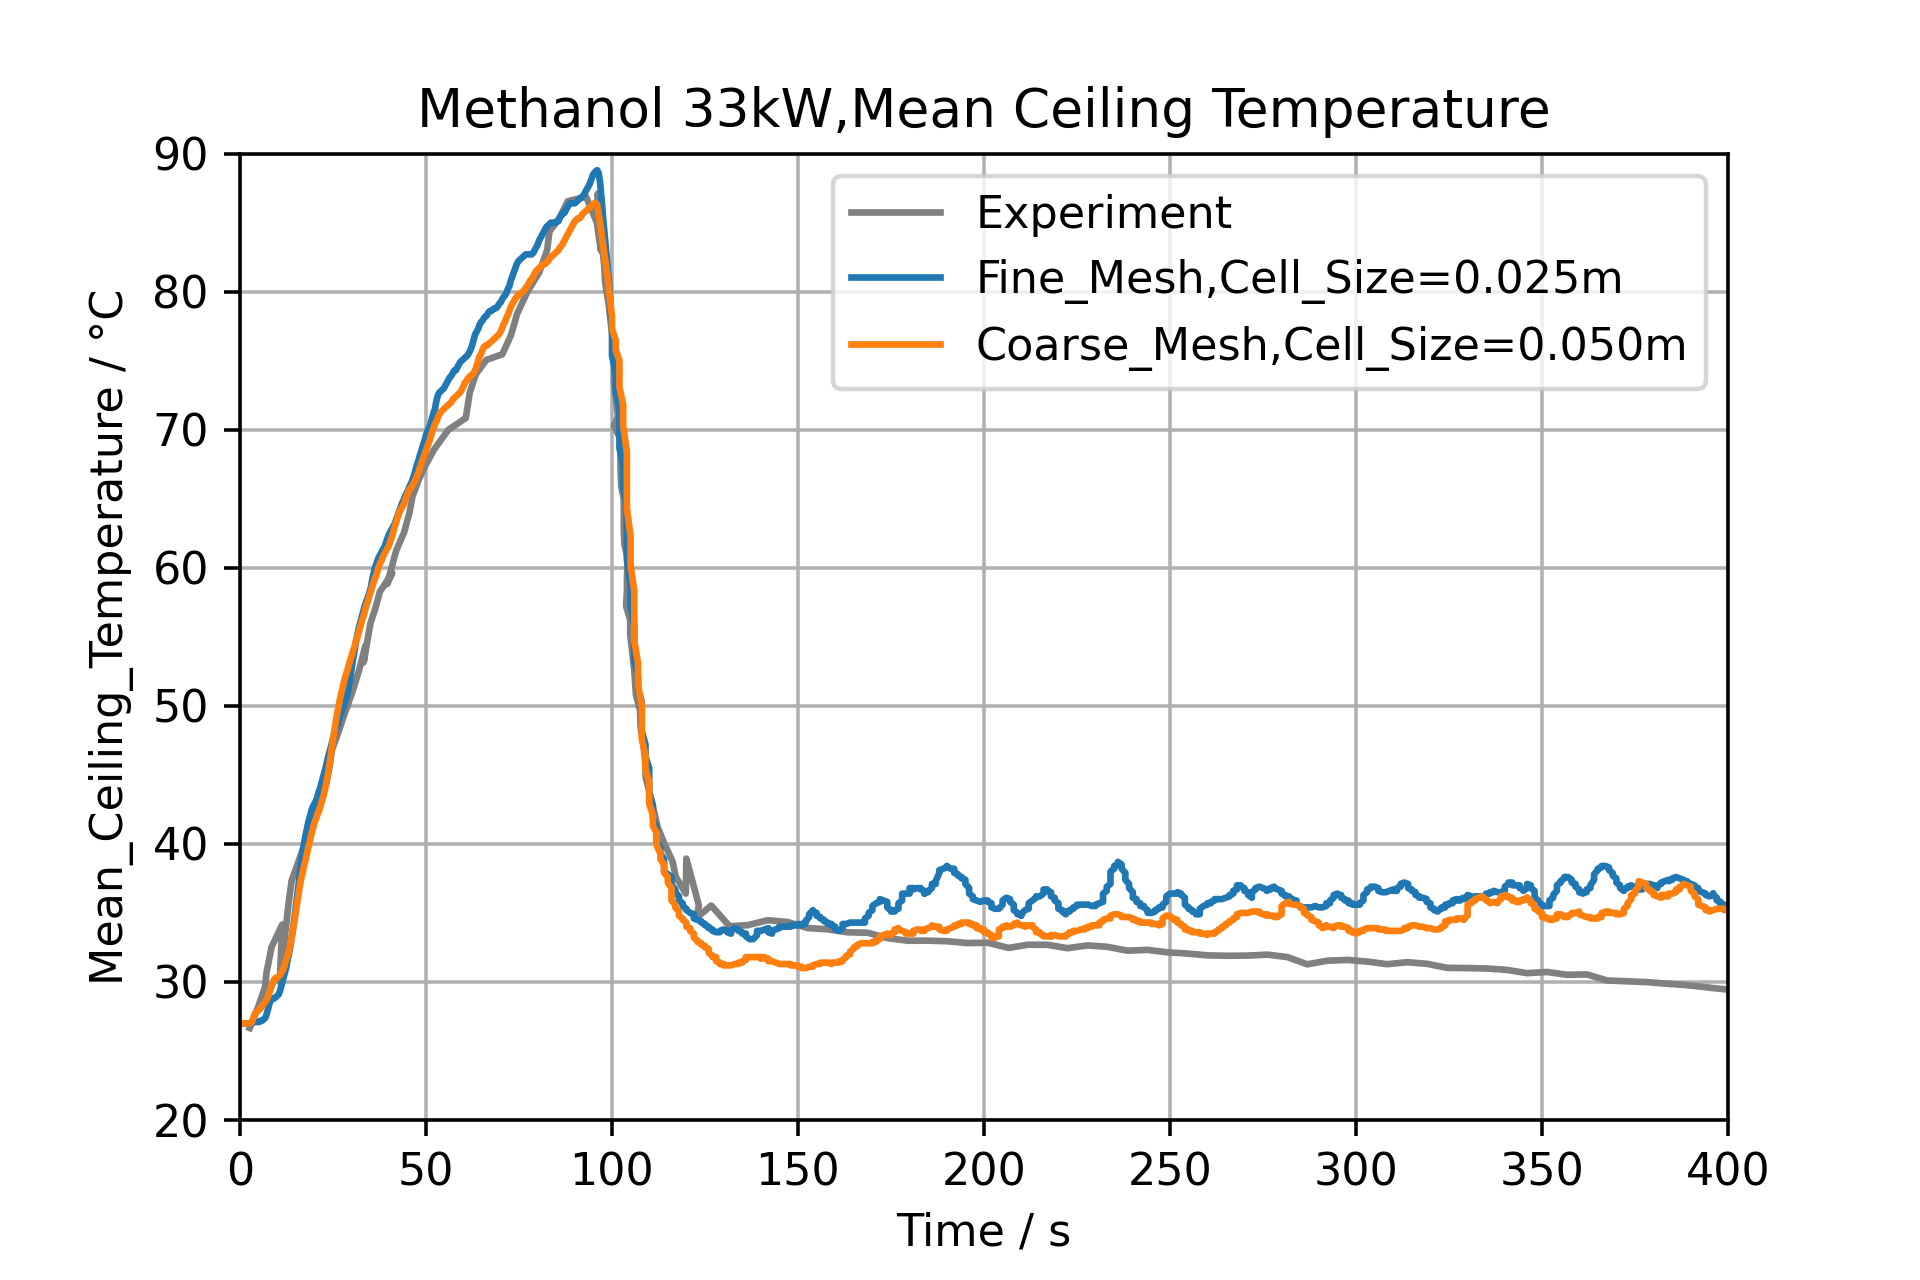 Methanol 33kW,Mean Ceiling Temperature
90
80
70
60
50
40
30
20
Mean_Ceiling_Temperature / °C
Experiment
Fine_Mesh,Cell_Size=0.025m
Coarse_Mesh,Cell_Size=0.050m
0 50 100 150 200 250 300 350 400
Time / s